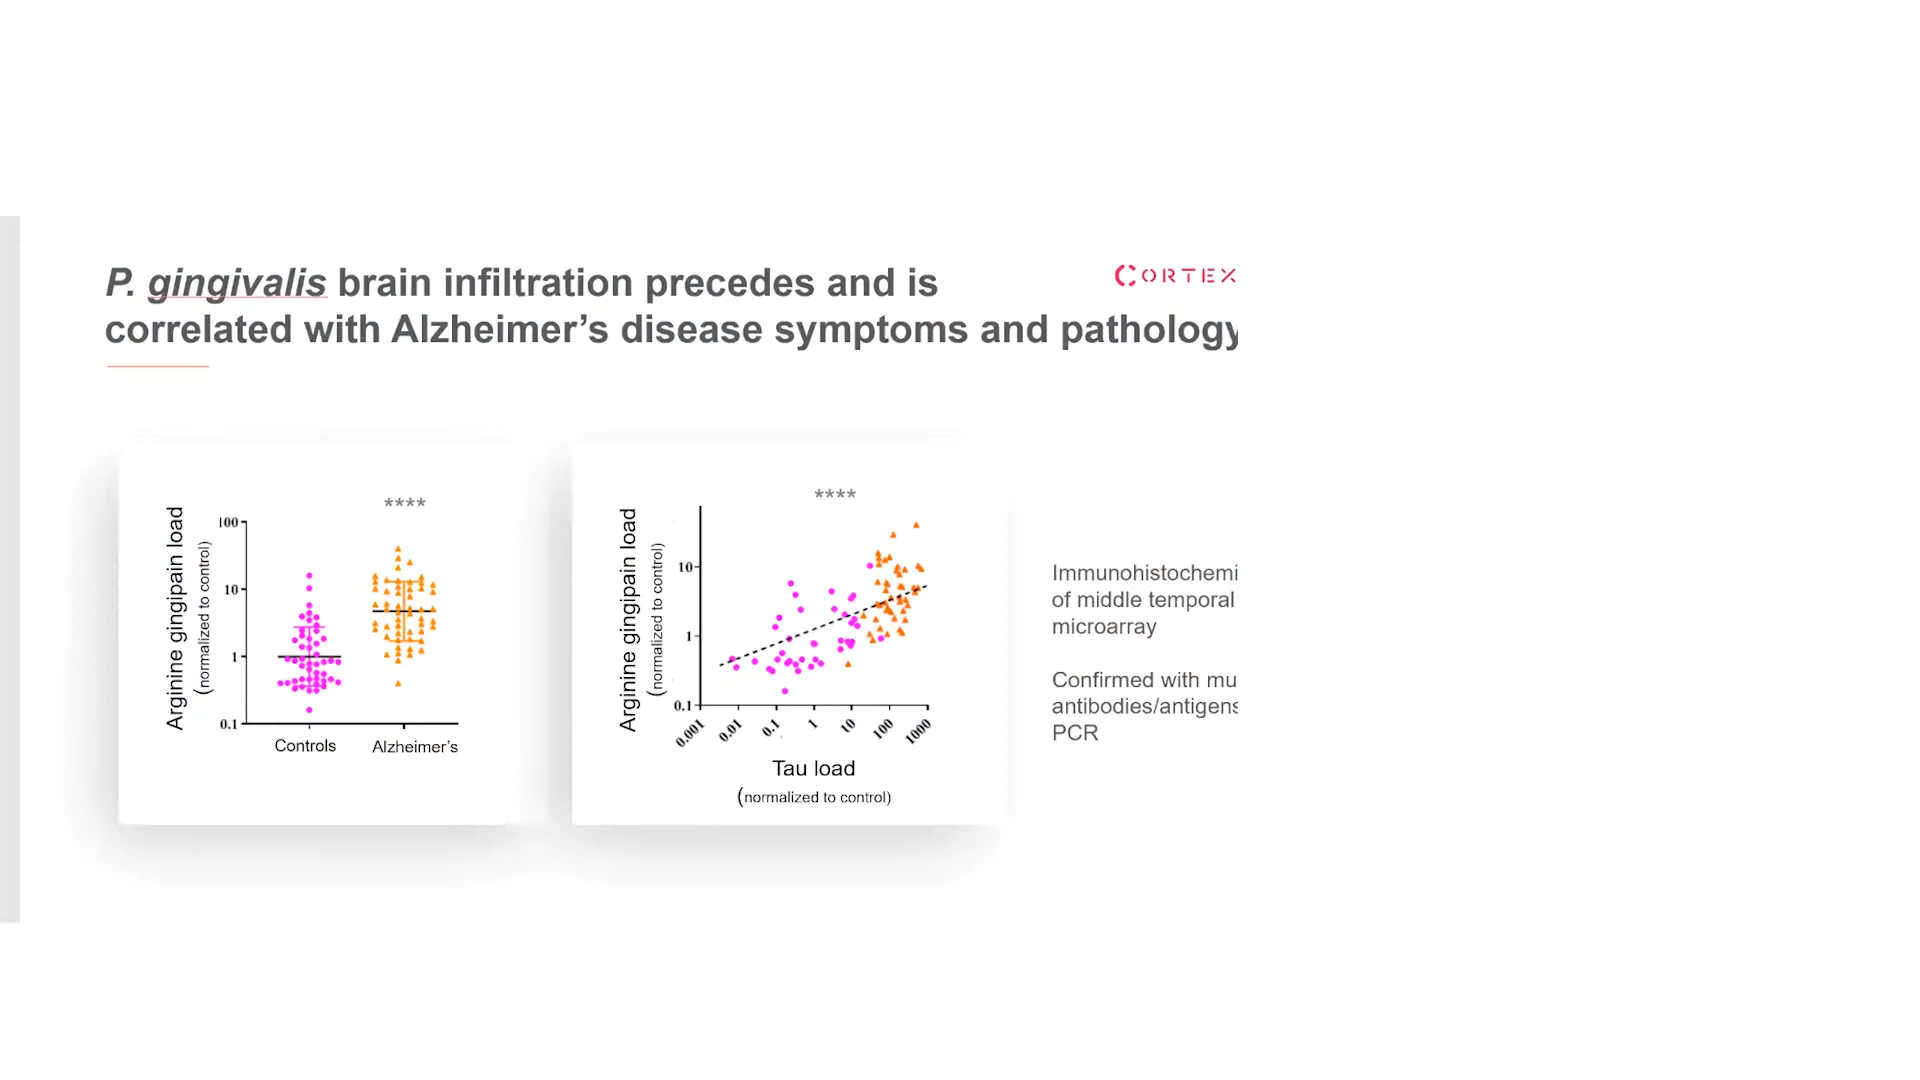 P. gingivalis brain infiltration precedes and is
correlated with Alzheimer’s disease symptoms and pathology
CORTEX
****
Arginine gingipain load
(normalized to control)
100
10
1
0.1
Controls
Alzheimer’s
****
Arginine gingipain load
(normalized to control)
10
1
0.1
0.001
0.01
0.1
1
10
100
1000
Tau load
(normalized to control)
Immunohistochemi
of middle temporal
microarray
Confirmed with mu
antibodies/antigens
PCR